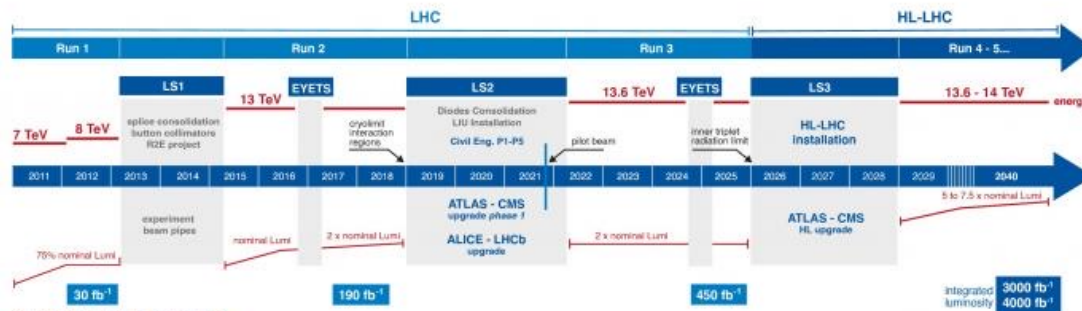 LHC
HL-LHC
Run 1
Run 2
Run 3
Run 4 - 5...
LS1
EYETS
LS2
EYETS
LS3
13 TeV
13.6 TeV
13.6 - 14 TeV
energ
7 TeV
8 TeV
splice consolidation
button collimators
R2E project
cryolimit
interaction
regions
Diodes Consolidation
LIU Installation
Civil Eng. P1-P5
pilot beam
inner triplet
radiation limit
HL-LHC
installation
2011
2012
2013
2014
2015
2016
2017
2018
2019
2020
2021
2022
2023
2024
2025
2026
2027
2028
2029
2040
5 to 7.5 x nominal Lumi
experiment
beam pipes
ATLAS - CMS
upgrade phase 1
ALICE - LHCb
upgrade
ATLAS - CMS
HL upgrade
75% nominal Lumi
nominal Lumi
2 x nominal Lumi
2 x nominal Lumi
30 fb-1
190 fb-1
450 fb-1
integrated
luminosity
3000 fb-1
4000 fb-1